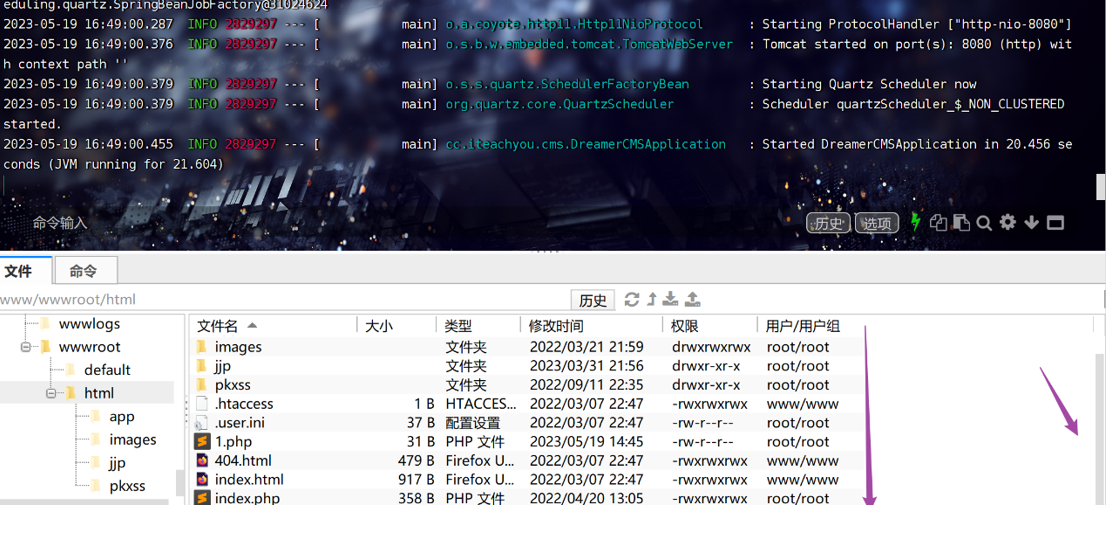 eduling.quartz.SpringBeanJobFactory@31024624
2023-05-19 16:49:00.287  INFO 2829297 --- [           main] o.a.coyote.http11.Http11NioProtocol      : Starting ProtocolHandler ["http-nio-8080"]
2023-05-19 16:49:00.376  INFO 2829297 --- [           main] o.s.b.w.embedded.tomcat.TomcatWebServer  : Tomcat started on port(s): 8080 (http) wit
h context path ''
2023-05-19 16:49:00.379  INFO 2829297 --- [           main] o.s.s.quartz.SchedulerFactoryBean        : Starting Quartz Scheduler now
2023-05-19 16:49:00.379  INFO 2829297 --- [           main] org.quartz.core.QuartzScheduler          : Scheduler quartzScheduler_$_NON_CLUSTERED
started.
2023-05-19 16:49:00.455  INFO 2829297 --- [           main] cc.iteachyou.cms.DreamerCMSApplication   : Started DreamerCMSApplication in 20.456 se
conds (JVM running for 21.604)
命令输入 历史 选项
文件 命令
www/wwwroot/html 历史
wwwlogs
wwwroot
default
html
app
images
jjp
pkxss
文件名 大小 类型 修改时间 权限 用户/用户组
images 文件夹 2022/03/21 21:59 drwxrwxrwx root/root
jjp 文件夹 2023/03/31 21:56 drwxr-xr-x root/root
pkxss 文件夹 2022/09/11 22:35 drwxr-xr-x root/root
.htaccess 1 B HTACCES... 2022/03/07 22:47 -rwxrwxrwx www/www
.user.ini 37 B 配置设置 2022/03/07 22:47 -rw-r--r-- root/root
1.php 31 B PHP 文件 2023/05/19 14:45 -rw-r--r-- root/root
404.html 479 B Firefox U... 2022/03/07 22:47 -rwxrwxrwx www/www
index.html 917 B Firefox U... 2022/03/07 22:47 -rwxrwxrwx www/www
index.php 358 B PHP 文件 2022/04/20 13:05 -rwxrwxrwx root/root